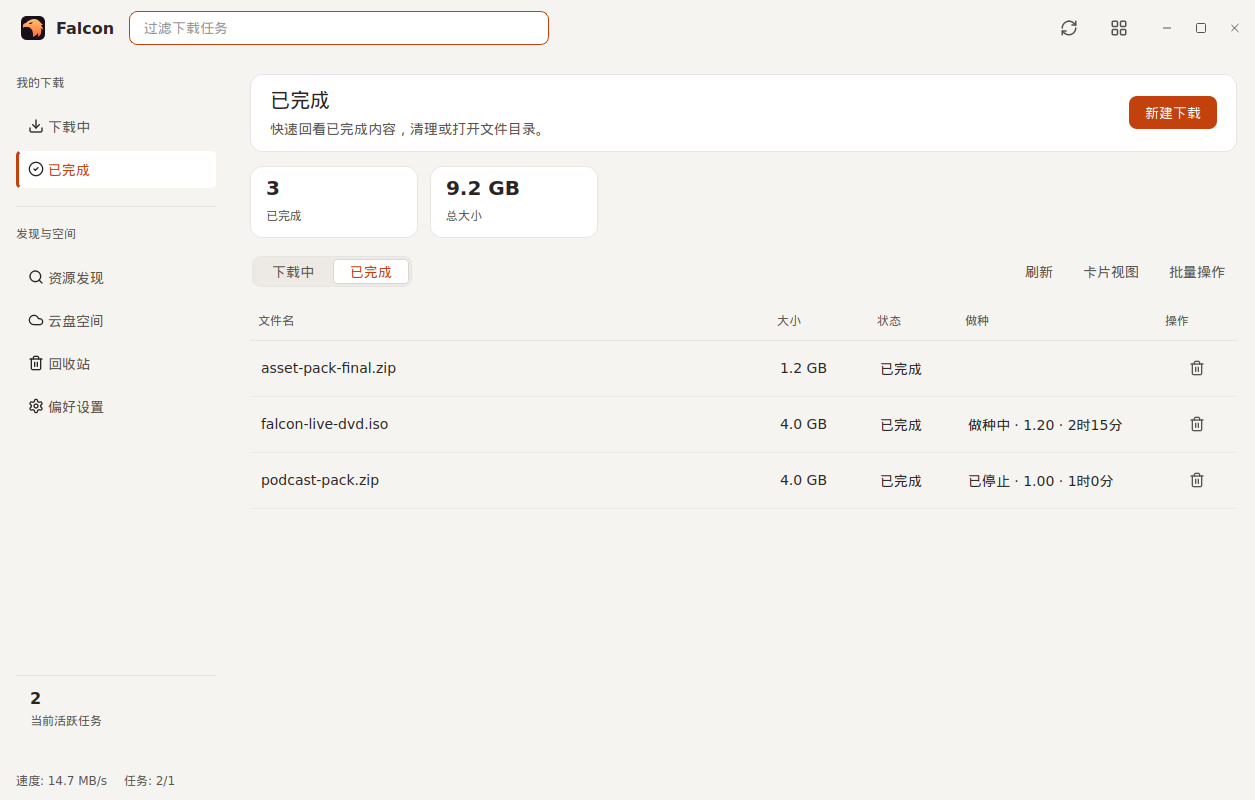 Falcon
过滤下载任务
我的下载
下载中
已完成
发现与空间
资源发现
云盘空间
回收站
偏好设置
2
当前活跃任务
速度: 14.7 MB/s 任务: 2/1
已完成
快速回看已完成内容，清理或打开文件目录。
新建下载
3
已完成
9.2 GB
总大小
下载中 已完成 刷新 卡片视图 批量操作
文件名 大小 状态 做种 操作
asset-pack-final.zip 1.2 GB 已完成
falcon-live-dvd.iso 4.0 GB 已完成 做种中 · 1.20 · 2时15分
podcast-pack.zip 4.0 GB 已完成 已停止 · 1.00 · 1时0分